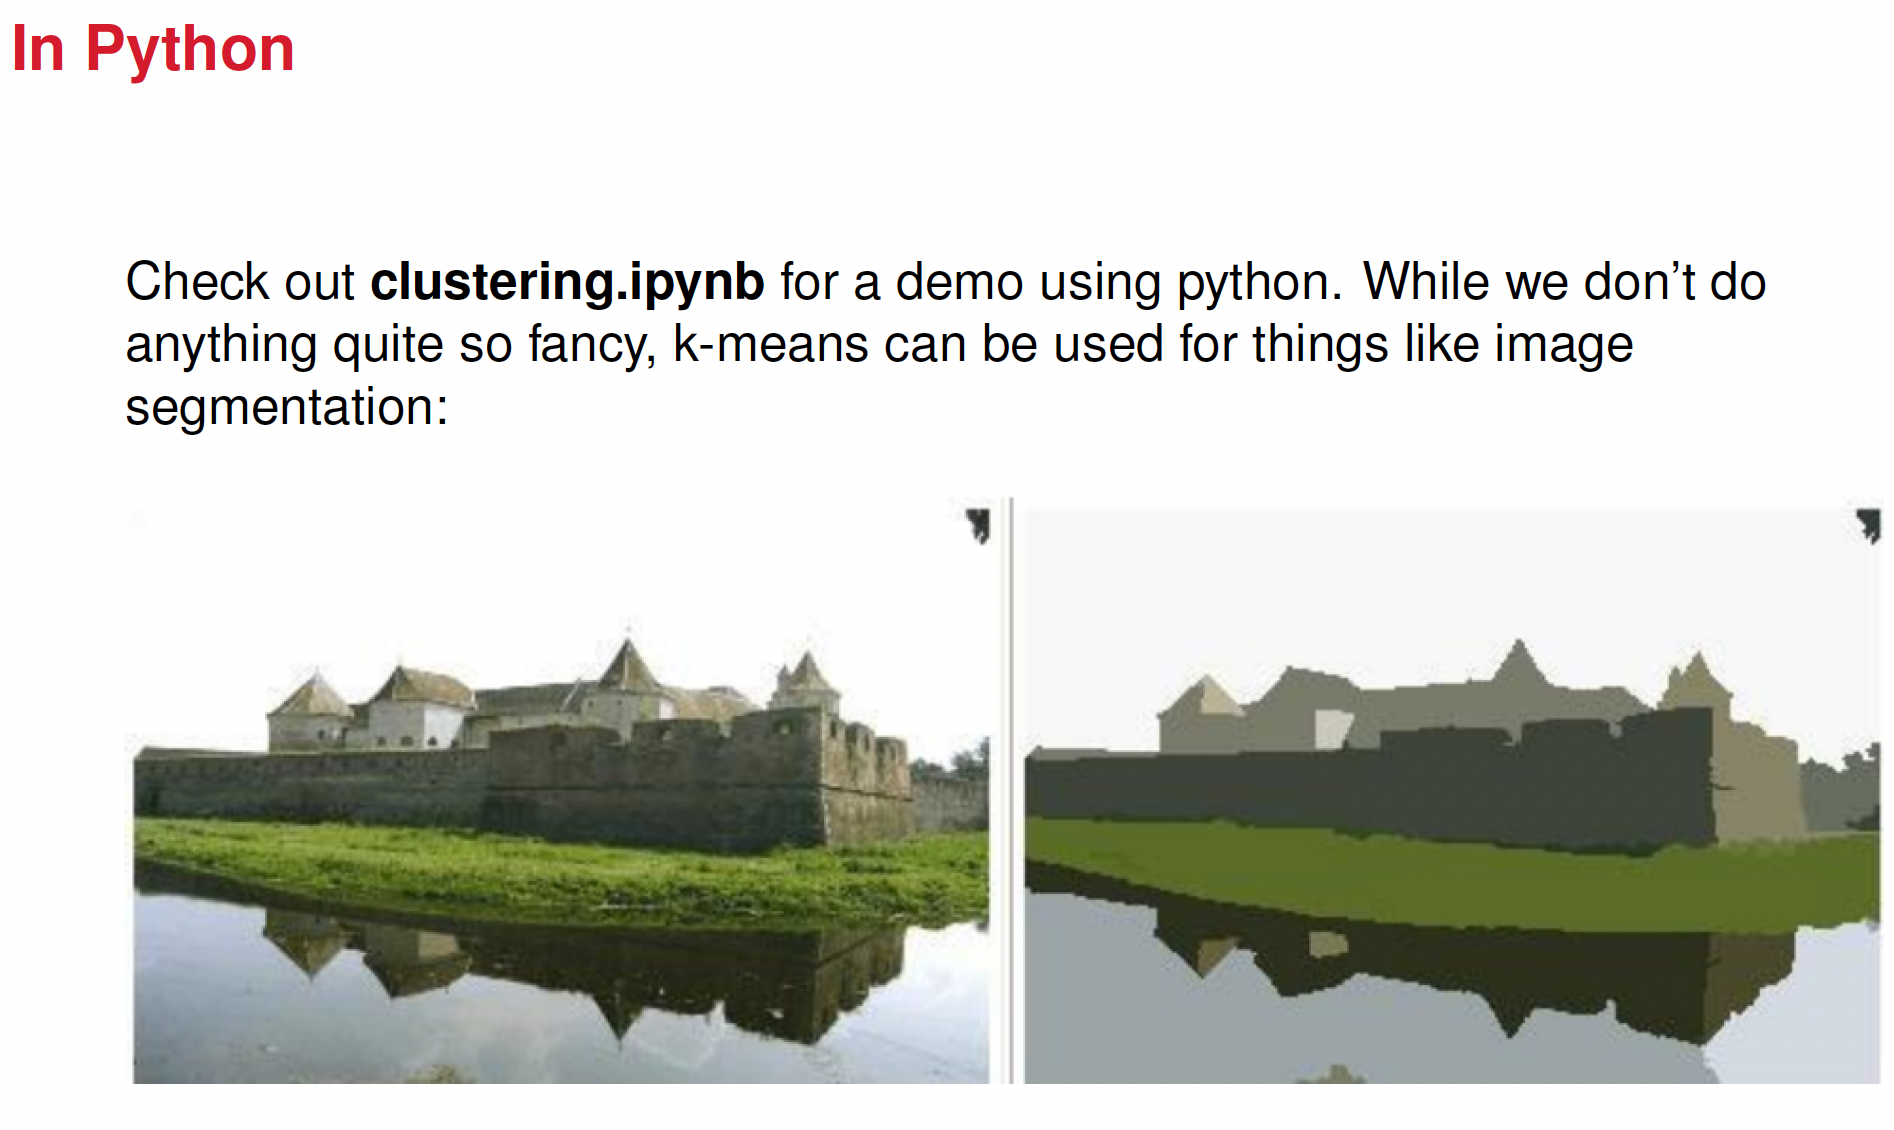 In Python
Check out clustering.ipynb for a demo using python. While we don’t do
anything quite so fancy, k-means can be used for things like image
segmentation: